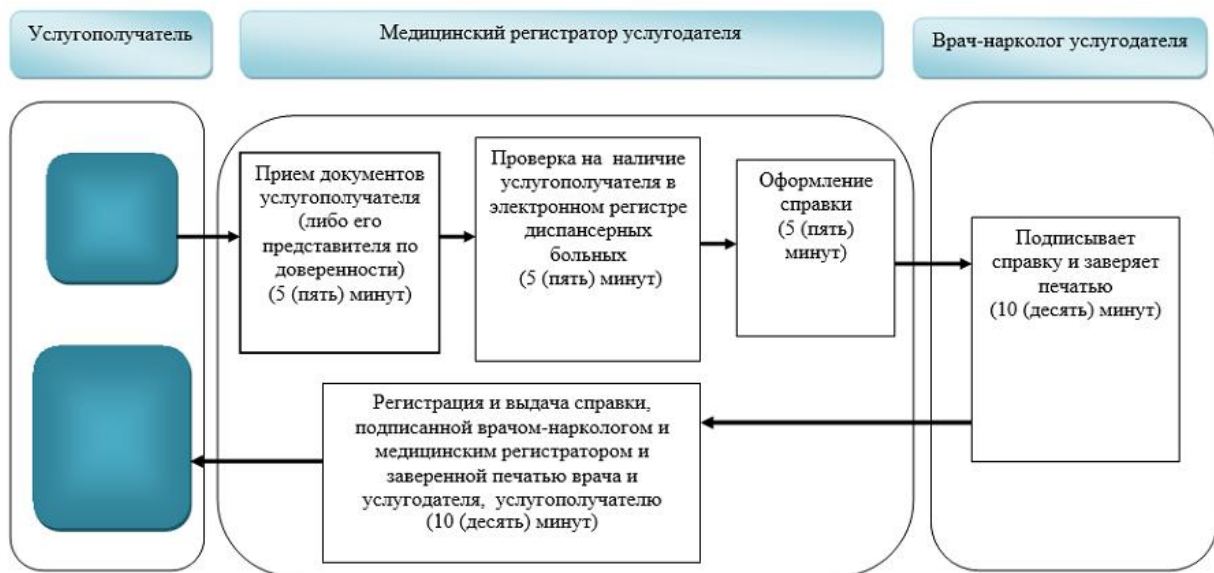 Услугополучатель
Медицинский регистратор услугодателя
Врач-нарколог услугодателя
Прием документов
услугополучателя
(либо его
представителя по
доверенности)
(5 (пять) минут)
Проверка на наличие
услугополучателя в
электронном регистре
диспансерных
больных
(5 (пять) минут)
Оформление
справки
(5 (пять)
минут)
Подписывает
справку и заверяет
печатью
(10 (десять) минут)
Регистрация и выдача справки,
подписанной врачом-наркологом и
медицинским регистратором и
заверенной печатью врача и
услугодателя, услугополучателю
(10 (десять) минут)